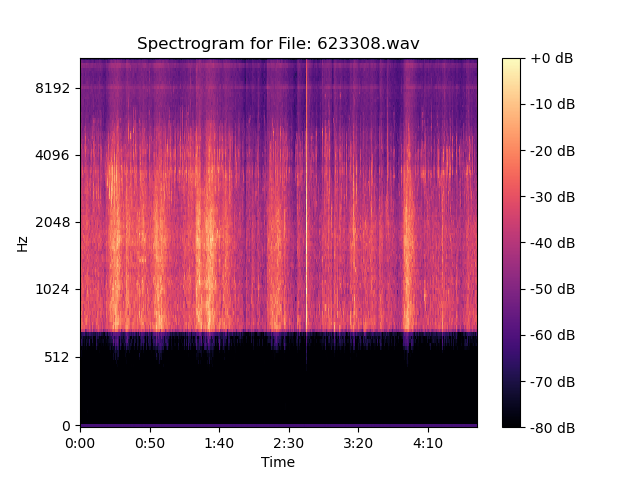 Spectrogram for File: 623308.wav
Hz
8192
4096
2048
1024
512
0
0:00 0:50 1:40 2:30 3:20 4:10
Time
+0 dB
-10 dB
-20 dB
-30 dB
-40 dB
-50 dB
-60 dB
-70 dB
-80 dB